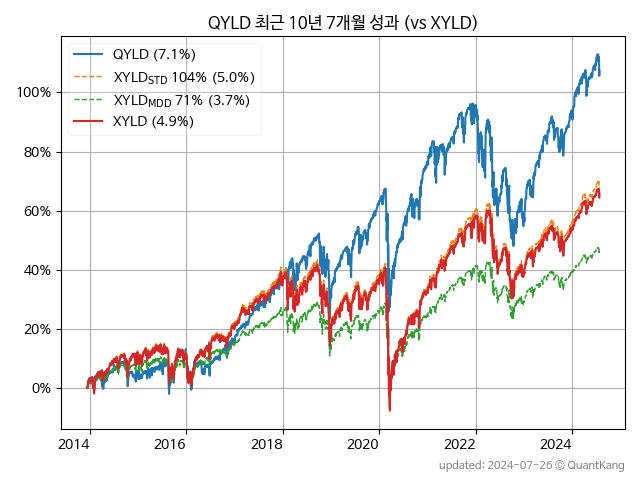 QYLD 최근 10년 7개월 성과 (vs XYLD)
QYLD (7.1%)
XYLDSTD 104% (5.0%)
XYLDMDD 71% (3.7%)
XYLD (4.9%)
100%
80%
60%
40%
20%
0%
2014 2016 2018 2020 2022 2024
updated: 2024-07-26 © QuantKang